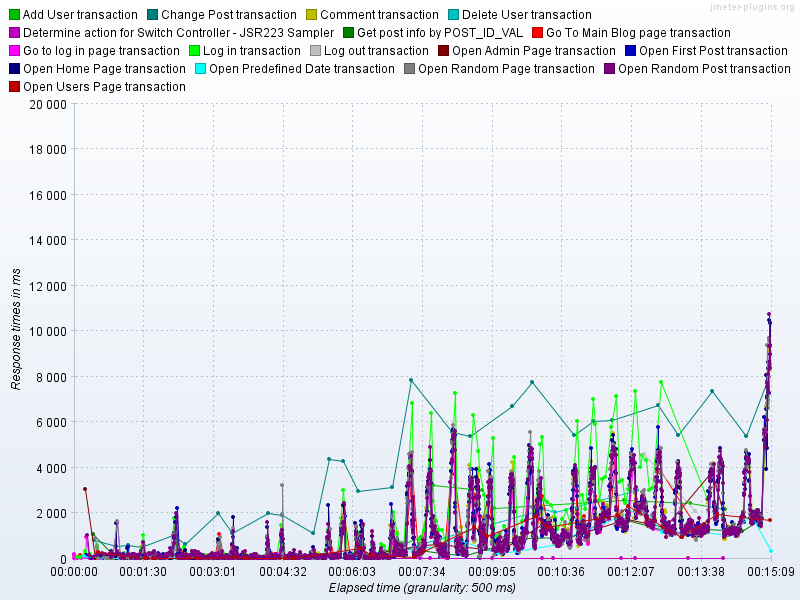 jmeter-plugins.org
Add User transaction Change Post transaction Comment transaction Delete User transaction
Determine action for Switch Controller - JSR223 Sampler Get post info by POST_ID_VAL Go To Main Blog page transaction
Go to log in page transaction Log in transaction Log out transaction Open Admin Page transaction Open First Post transaction
Open Home Page transaction Open Predefined Date transaction Open Random Page transaction Open Random Post transaction
Open Users Page transaction
20 000
18 000
16 000
14 000
12 000
10 000
8 000
6 000
4 000
2 000
0
Response times in ms
00:00:00 00:01:30 00:03:01 00:04:32 00:06:03 00:07:34 00:09:05 00:10:36 00:12:07 00:13:38 00:15:09
Elapsed time (granularity: 500 ms)